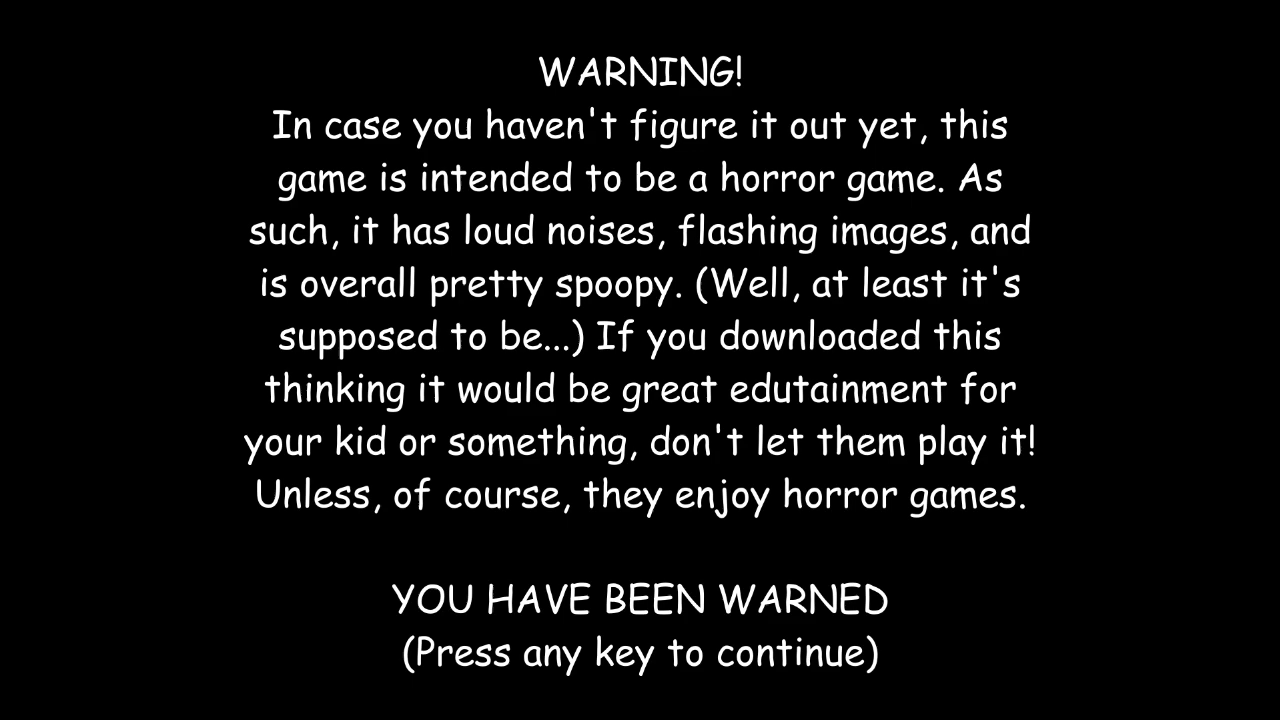 WARNING!
In case you haven't figure it out yet, this
game is intended to be a horror game. As
such, it has loud noises, flashing images, and
is overall pretty spoopy. (Well, at least it's
supposed to be...) If you downloaded this
thinking it would be great edutainment for
your kid or something, don't let them play it!
Unless, of course, they enjoy horror games.
YOU HAVE BEEN WARNED
(Press any key to continue)